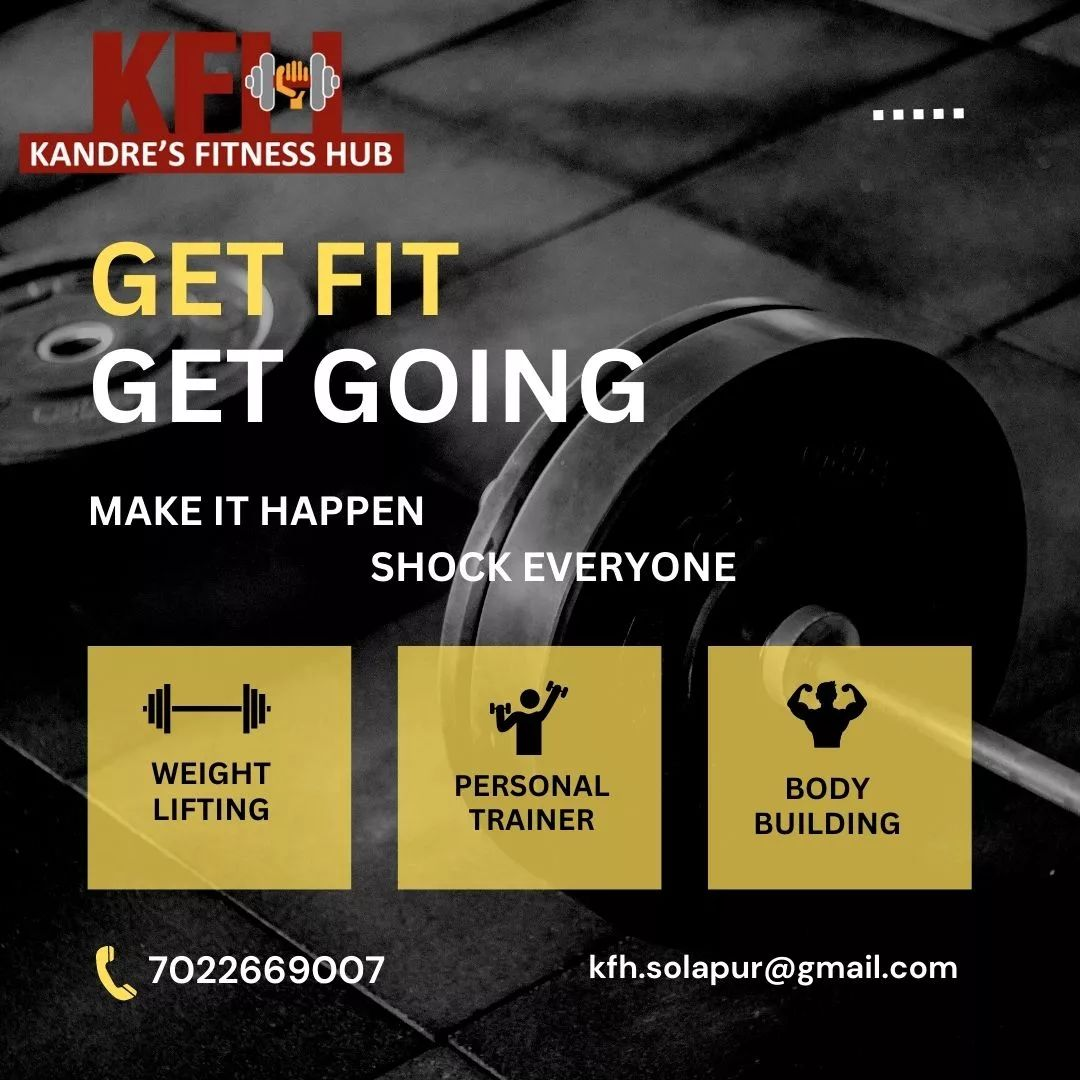 KFH
KANDRE'S FITNESS HUB
GET FIT
GET GOING
MAKE IT HAPPEN
SHOCK EVERYONE
WEIGHT
LIFTING
PERSONAL
TRAINER
BODY
BUILDING
7022669007
kfh.solapur@gmail.com